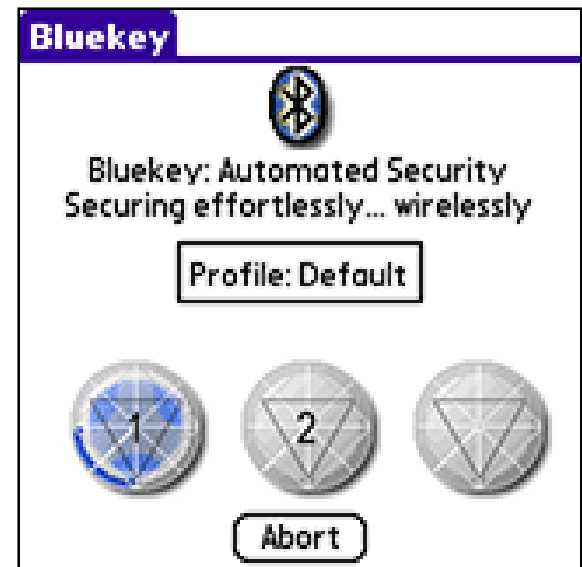 Bluekey
Bluekey: Automated Security
Securing effortlessly... wirelessly
Profile: Default
1 2
Abort